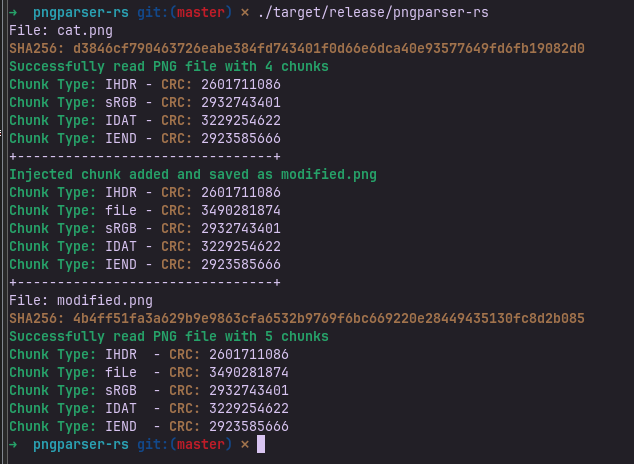 → pngparser-rs git:(master) × ./target/release/pngparser-rs
File: cat.png
SHA256: d3846cf790463726eabe384fd743401f0d66e6dca40e93577649fd6fb19082d0
Successfully read PNG file with 4 chunks
Chunk Type: IHDR - CRC: 2601711086
Chunk Type: sRGB - CRC: 2932743401
Chunk Type: IDAT - CRC: 3229254622
Chunk Type: IEND - CRC: 2923585666
+--------------------------------+
Injected chunk added and saved as modified.png
Chunk Type: IHDR - CRC: 2601711086
Chunk Type: fiLe - CRC: 3490281874
Chunk Type: sRGB - CRC: 2932743401
Chunk Type: IDAT - CRC: 3229254622
Chunk Type: IEND - CRC: 2923585666
+--------------------------------+
File: modified.png
SHA256: 4b4ff51fa3a629b9e9863cfa6532b9769f6bc669220e28449435130fc8d2b085
Successfully read PNG file with 5 chunks
Chunk Type: IHDR  - CRC: 2601711086
Chunk Type: fiLe  - CRC: 3490281874
Chunk Type: sRGB  - CRC: 2932743401
Chunk Type: IDAT  - CRC: 3229254622
Chunk Type: IEND  - CRC: 2923585666
→ pngparser-rs git:(master) ×